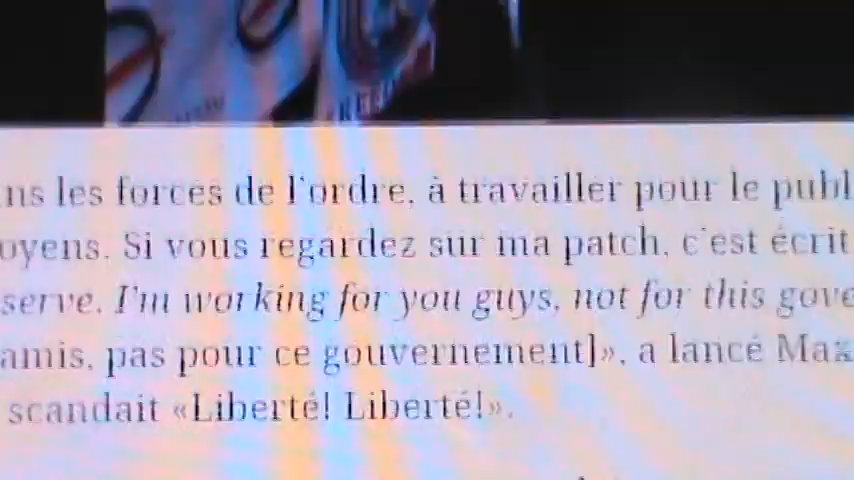 ns les forces de l'ordre, à travailler pour le publ
oyens. Si vous regardez sur ma patch, c'est écrit
serve. I'm working for you guys, not for this gove
amis, pas pour ce gouvernement]», a lancé Max
scandait «Liberté! Liberté!».